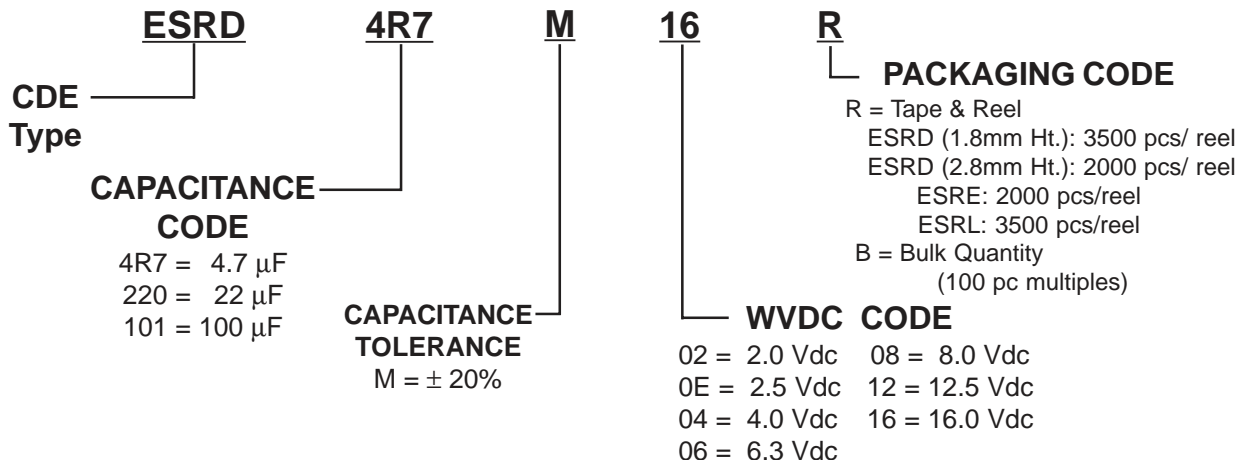 ESRD 4R7 M 16 R
CDE
Type
CAPACITANCE
CODE
4R7 = 4.7 µF
220 = 22 µF
101 = 100 µF
CAPACITANCE
TOLERANCE
M = ± 20%
WVDC CODE
02 = 2.0 Vdc 08 = 8.0 Vdc
0E = 2.5 Vdc 12 = 12.5 Vdc
04 = 4.0 Vdc 16 = 16.0 Vdc
06 = 6.3 Vdc
PACKAGING CODE
R = Tape & Reel
ESRD (1.8mm Ht.): 3500 pcs/ reel
ESRD (2.8mm Ht.): 2000 pcs/ reel
ESRE: 2000 pcs/reel
ESRL: 3500 pcs/reel
B = Bulk Quantity
(100 pc multiples)